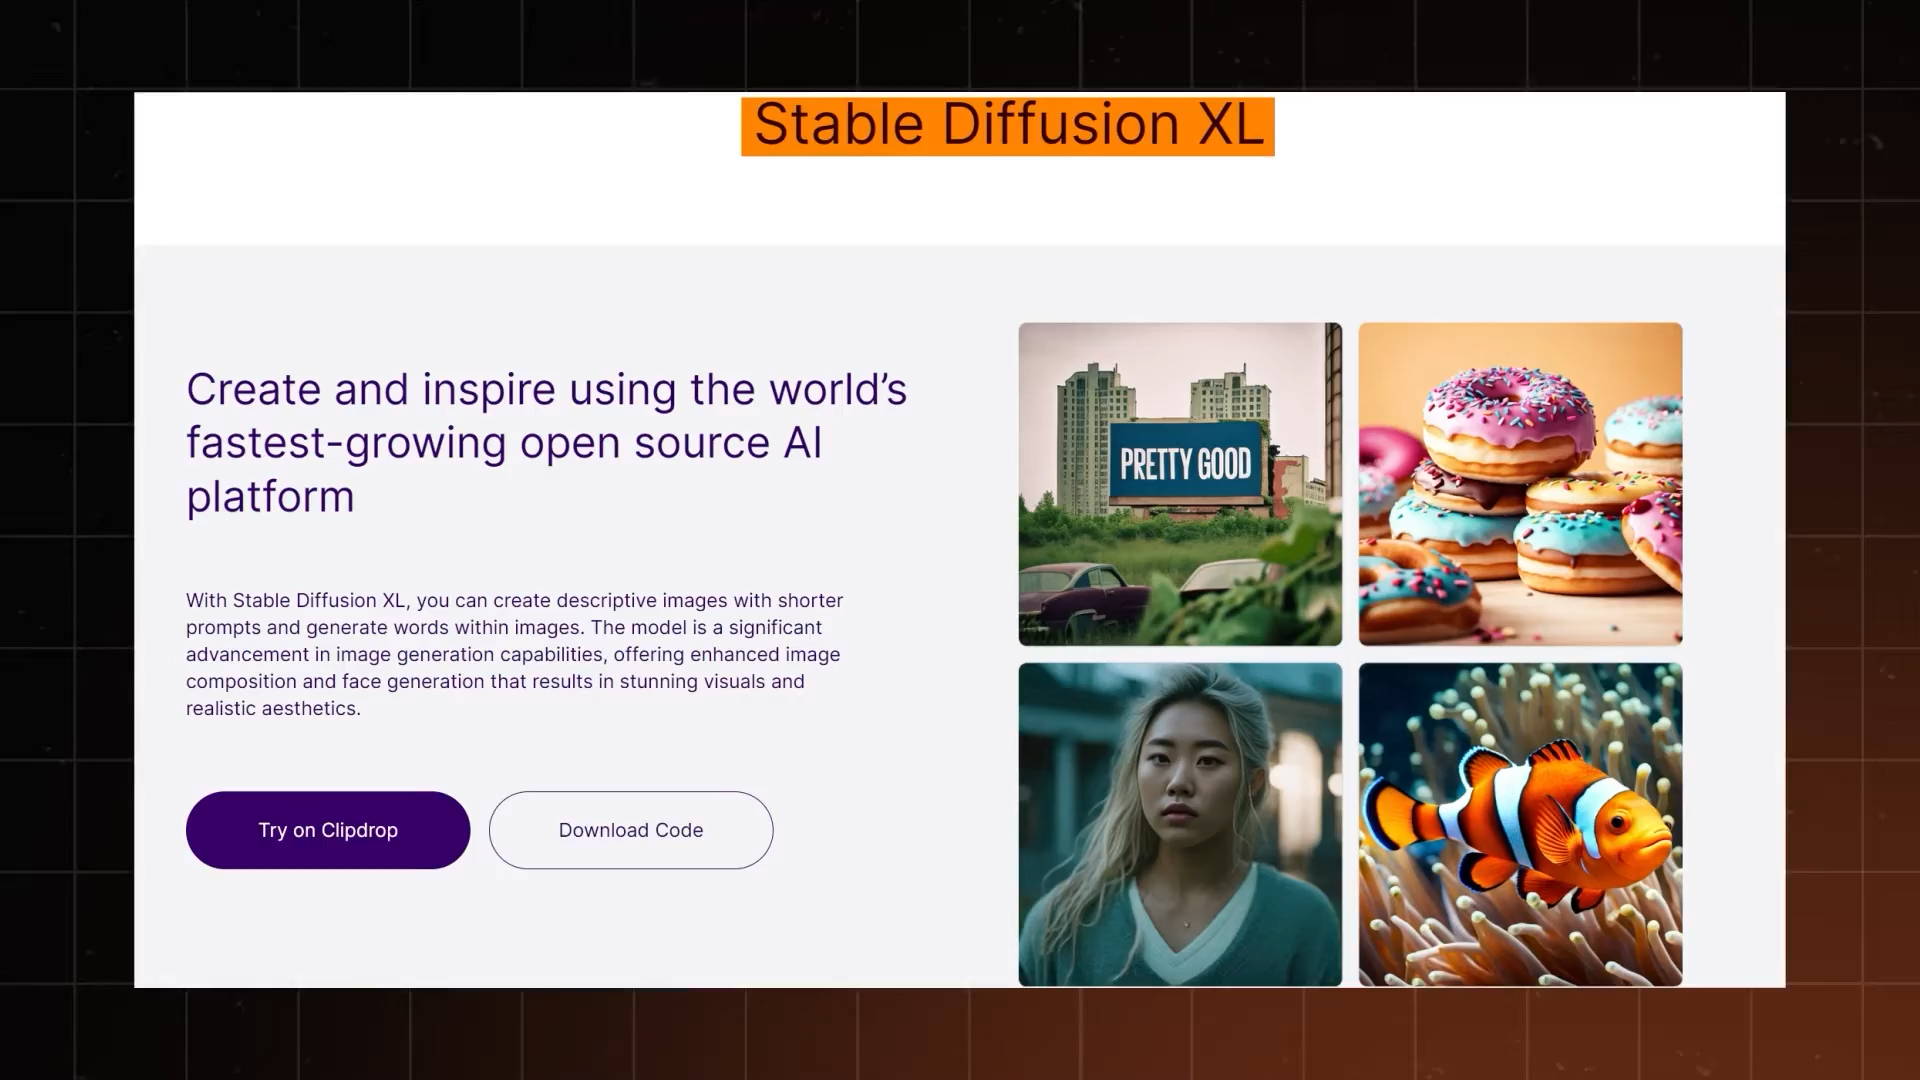 Stable Diffusion XL
Create and inspire using the world’s
fastest-growing open source AI
platform
With Stable Diffusion XL, you can create descriptive images with shorter
prompts and generate words within images. The model is a significant
advancement in image generation capabilities, offering enhanced image
composition and face generation that results in stunning visuals and
realistic aesthetics.
Try on Clipdrop
Download Code
PRETTY GOOD